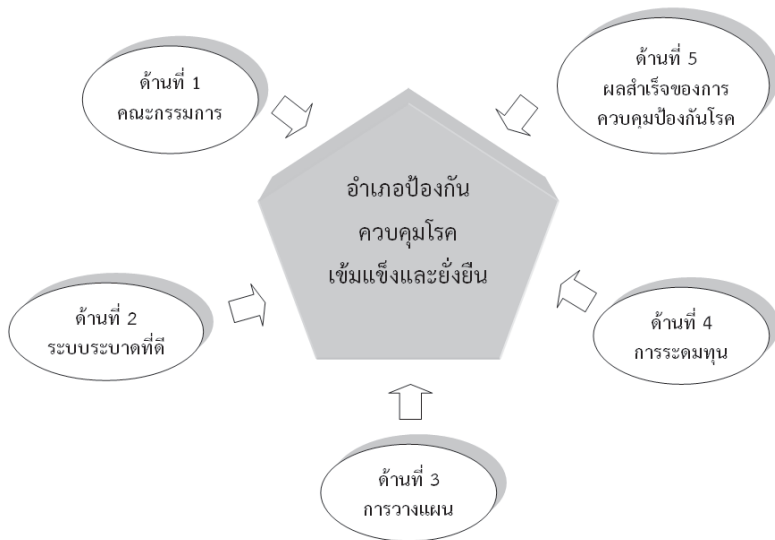 ด้านที่ 1
คณะกรรมการ
ด้านที่ 5
ผลสำเร็จของการ
ควบคุมป้องกันโรค
อำเภอป้องกัน
ควบคุมโรค
เข้มแข็งและยั่งยืน
ด้านที่ 2
ระบบระบาดที่ดี
ด้านที่ 4
การระดมทุน
ด้านที่ 3
การวางแผน